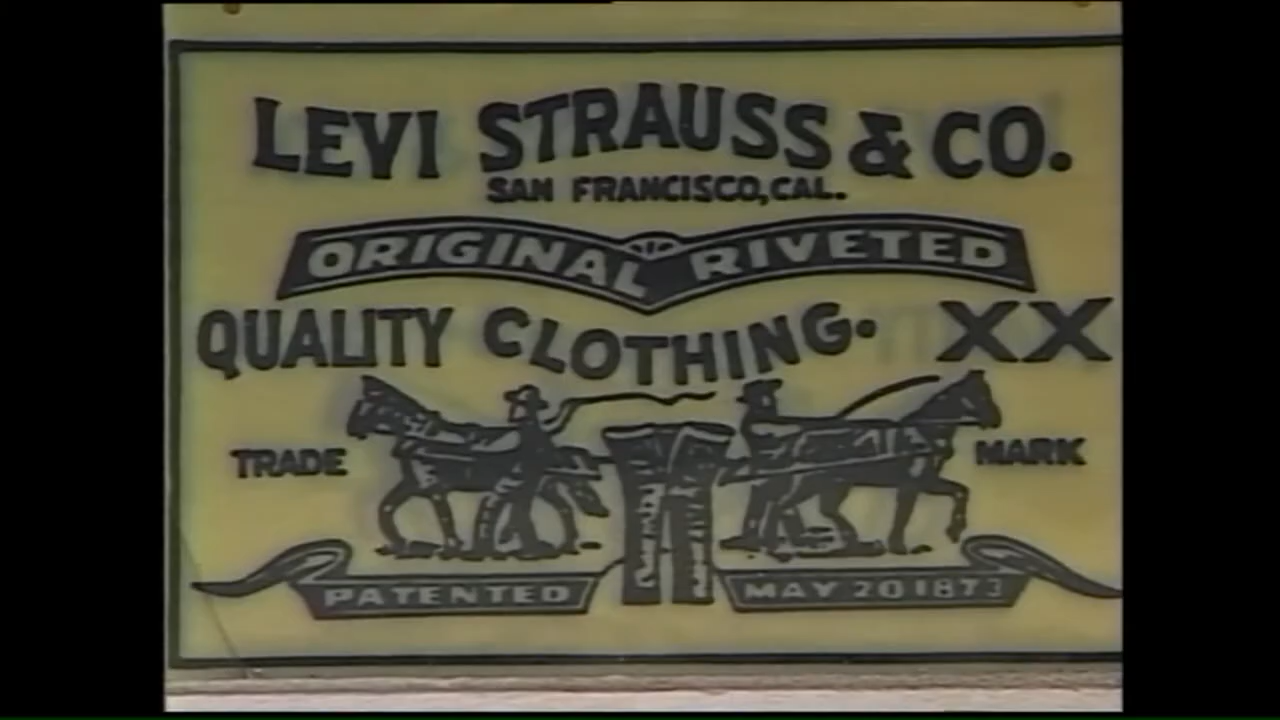 LEVI STRAUSS & CO.
SAN FRANCISCO, CAL.
ORIGINAL RIVETED
QUALITY CLOTHING. XX
TRADE MARK
PATENTED MAY 20 1873